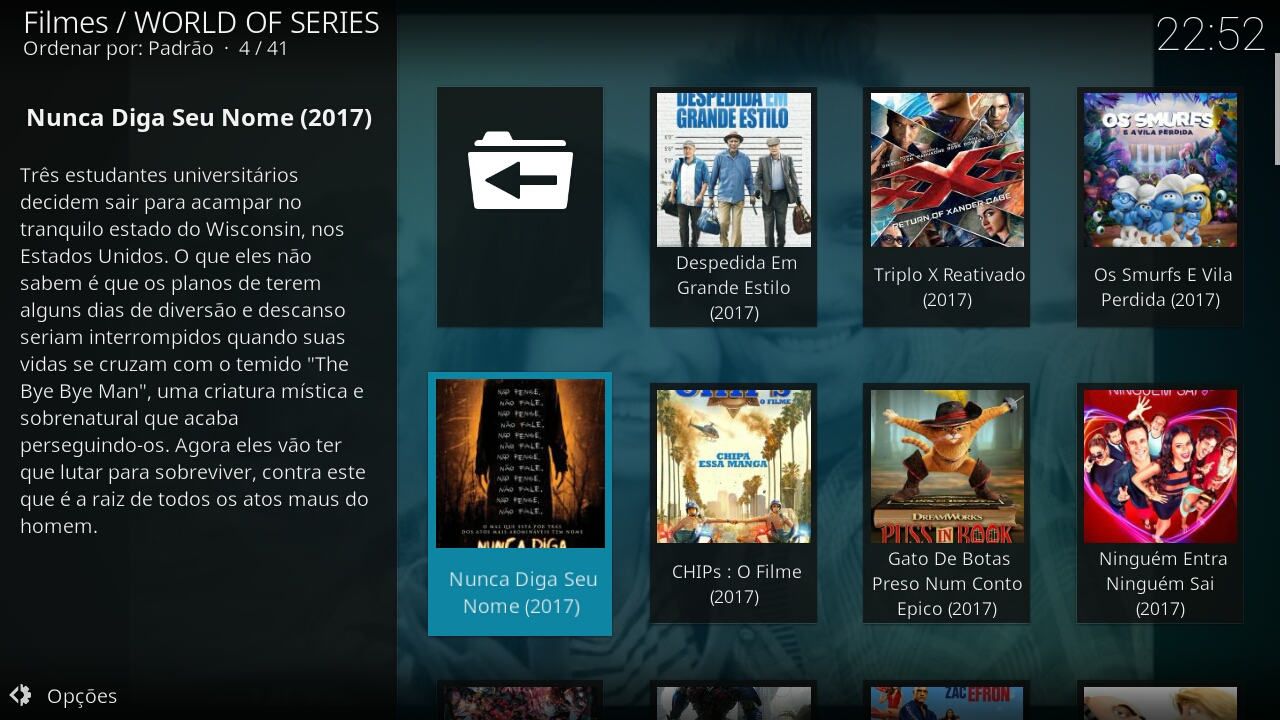 Filmes / WORLD OF SERIES
Ordenar por: Padrão · 4 / 41
22:52
Nunca Diga Seu Nome (2017)
Três estudantes universitários
decidem sair para acampar no
tranquilo estado do Wisconsin, nos
Estados Unidos. O que eles não
sabem é que os planos de terem
alguns dias de diversão e descanso
seriam interrompidos quando suas
vidas se cruzam com o temido "The
Bye Bye Man", uma criatura mística e
sobrenatural que acaba
perseguindo-os. Agora eles vão ter
que lutar para sobreviver, contra este
que é a raiz de todos os atos maus do
homem.
Opções
DESPEDIDA EM
GRANDE ESTILO
Despedida Em
Grande Estilo
(2017)
xXx
RETURN OF XANDER CAGE
Triplo X Reativado
(2017)
OS SMURFS
E A VILA PERDIDA
Os Smurfs E Vila
Perdida (2017)
NÃO PENSE,
NÃO FALE,
NÃO PENSE,
NÃO FALE,
NÃO PENSE,
NÃO FALE,
NÃO PENSE,
NÃO FALE,
NÃO PENSE,
NÃO FALE,
NÃO PENSE,
O MAL QUE ESTÁ POR TRÁS
DOS ATOS MAIS ABOMINÁVEIS TEM NOME
NUNCA DIGA
Nunca Diga Seu
Nome (2017)
CHIPS
O FILME
CHIPA
ESSA MANGA
CHIPs : O Filme
(2017)
DREAMWORKS
PUSS IN BOOK
Gato De Botas
Preso Num Conto
Epico (2017)
NINGUÉM SAI
Ninguém Entra
Ninguém Sai
(2017)
ZAC EFRON